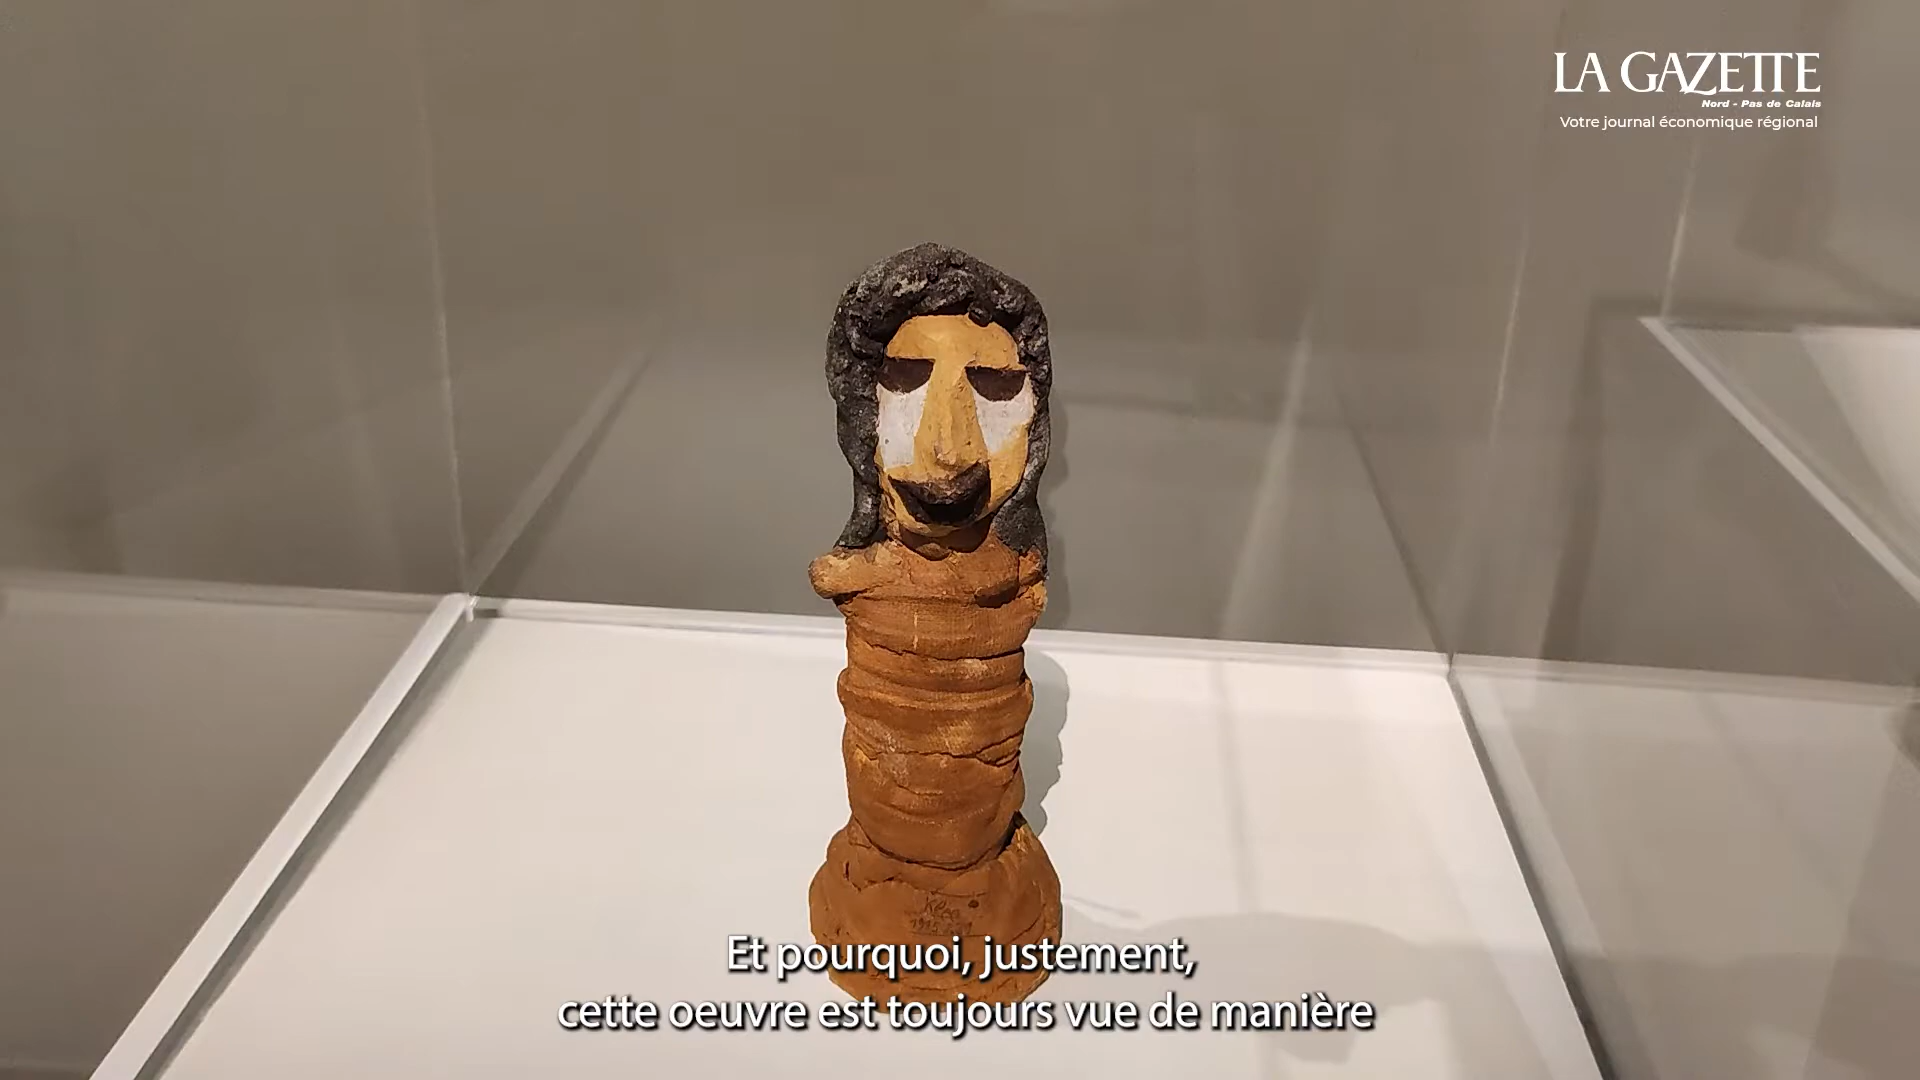 LA GAZETTE
Nord - Pas de Calais
Votre journal économique régional
Klee
Et pourquoi, justement,
cette oeuvre est toujours vue de manière